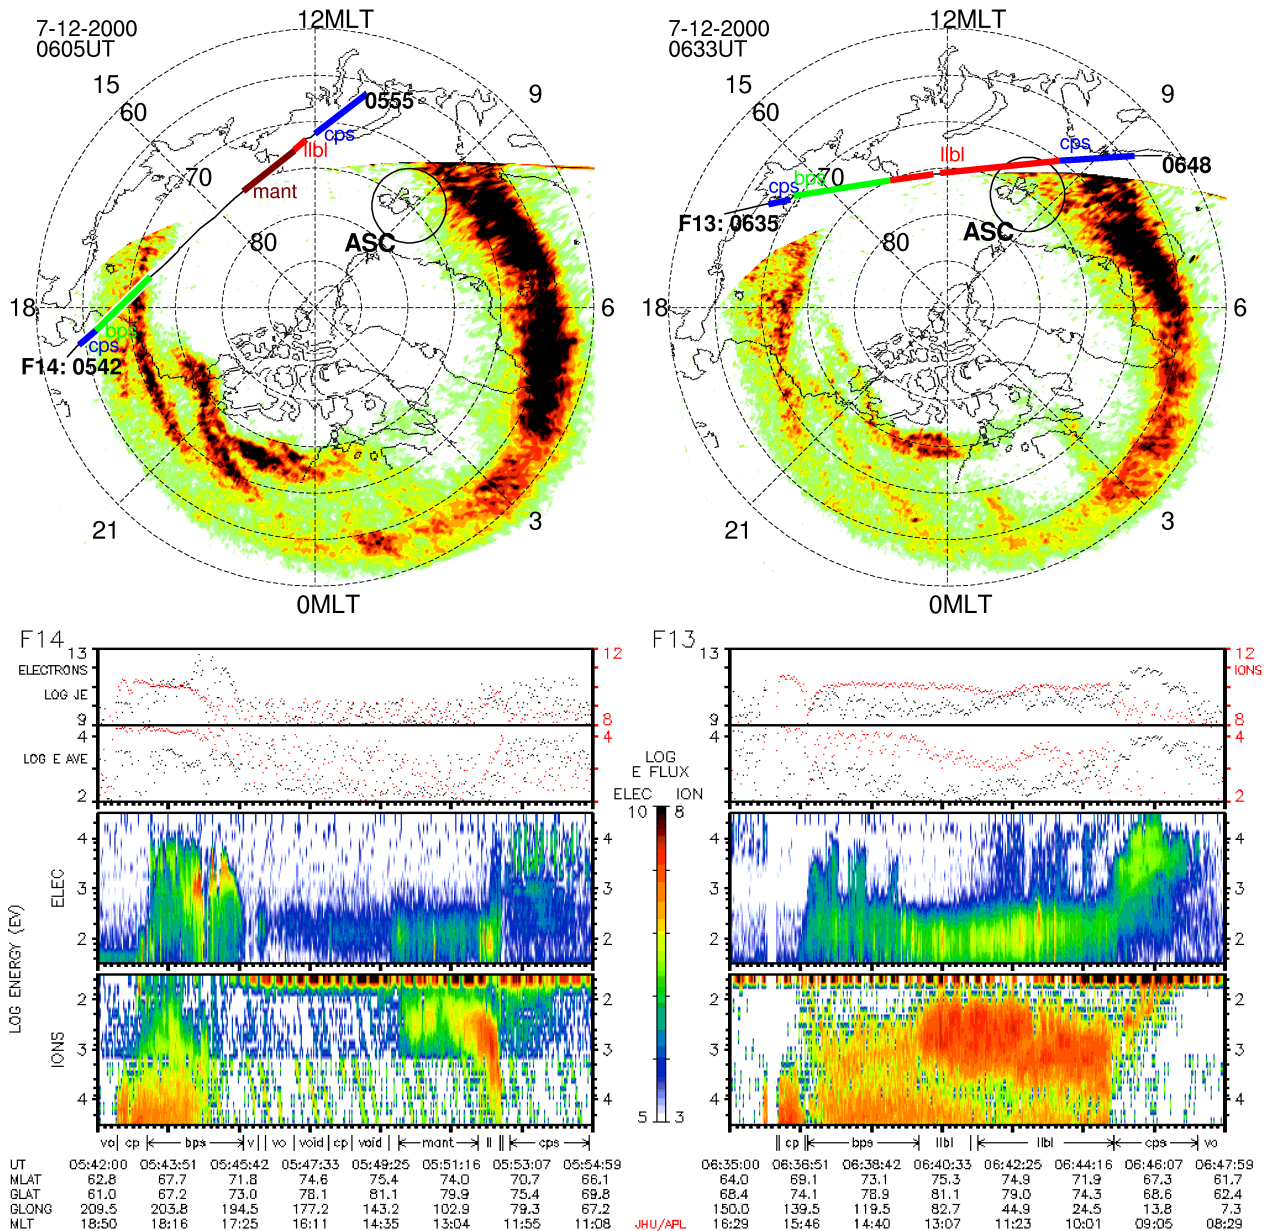 7-12-2000
0605UT
12MLT
15
60
9
0555
cps
llbl
70
mant
80
ASC
18
6
bps
cps
F14: 0542
21
3
0MLT
7-12-2000
0633UT
12MLT
15
60
9
llbl
cps
0648
cps
bps
70
F13: 0635
80
ASC
18
6
21
3
0MLT
F14
13
12
ELECTRONS
LOG JE
9
8
4
4
LOG E AVE
2
F13
13
12
IONS
9
8
4
4
2
2
LOG
E FLUX
ELEC ION
10 8
5 3
LOG ENERGY (EV)
ELEC
4
3
2
IONS
2
3
4
4
3
2
2
3
4
vo cp bps v vo void cp void mant ll cps
cp bps llbl llbl cps vo
UT 05:42:00 05:43:51 05:45:42 05:47:33 05:49:25 05:51:16 05:53:07 05:54:59
MLAT 62.8 67.7 71.8 74.6 75.4 74.0 70.7 66.1
GLAT 61.0 67.2 73.0 78.1 81.1 79.9 75.4 69.8
GLONG 209.5 203.8 194.5 177.2 143.2 102.9 79.3 67.2
MLT 18:50 18:16 17:25 16:11 14:35 13:04 11:55 11:08
06:35:00 06:36:51 06:38:42 06:40:33 06:42:25 06:44:16 06:46:07 06:47:59
64.0 69.1 73.1 75.3 74.9 71.9 67.3 61.7
68.4 74.1 78.9 81.1 79.0 74.3 68.6 62.4
150.0 139.5 119.5 82.7 44.9 24.5 13.8 7.3
16:29 15:46 14:40 13:07 11:23 10:01 09:05 08:29
JHU/APL